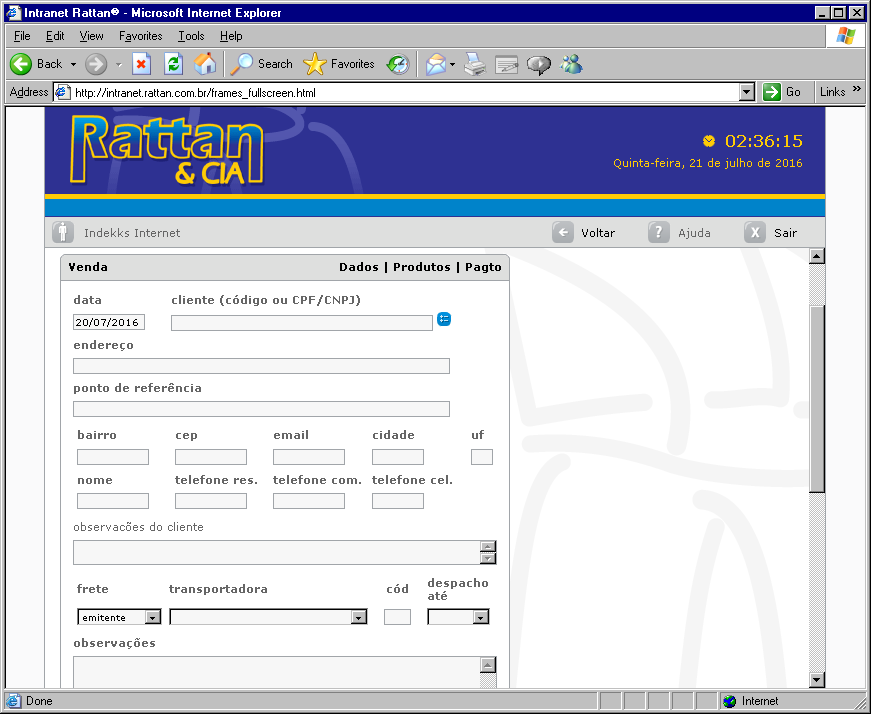 Intranet Rattan® - Microsoft Internet Explorer
File Edit View Favorites Tools Help
Back Search Favorites
Address http://intranet.rattan.com.br/frames_fullscreen.html Go Links »
Rattan
& CIA
02:36:15
Quinta-feira, 21 de julho de 2016
Indekks Internet Voltar ? Ajuda X Sair
Venda Dados | Produtos | Pagto
data cliente (código ou CPF/CNPJ)
20/07/2016
endereço
ponto de referência
bairro cep email cidade uf
nome telefone res. telefone com. telefone cel.
observacões do cliente
frete transportadora cód despacho até
emitente
observações
Done Internet